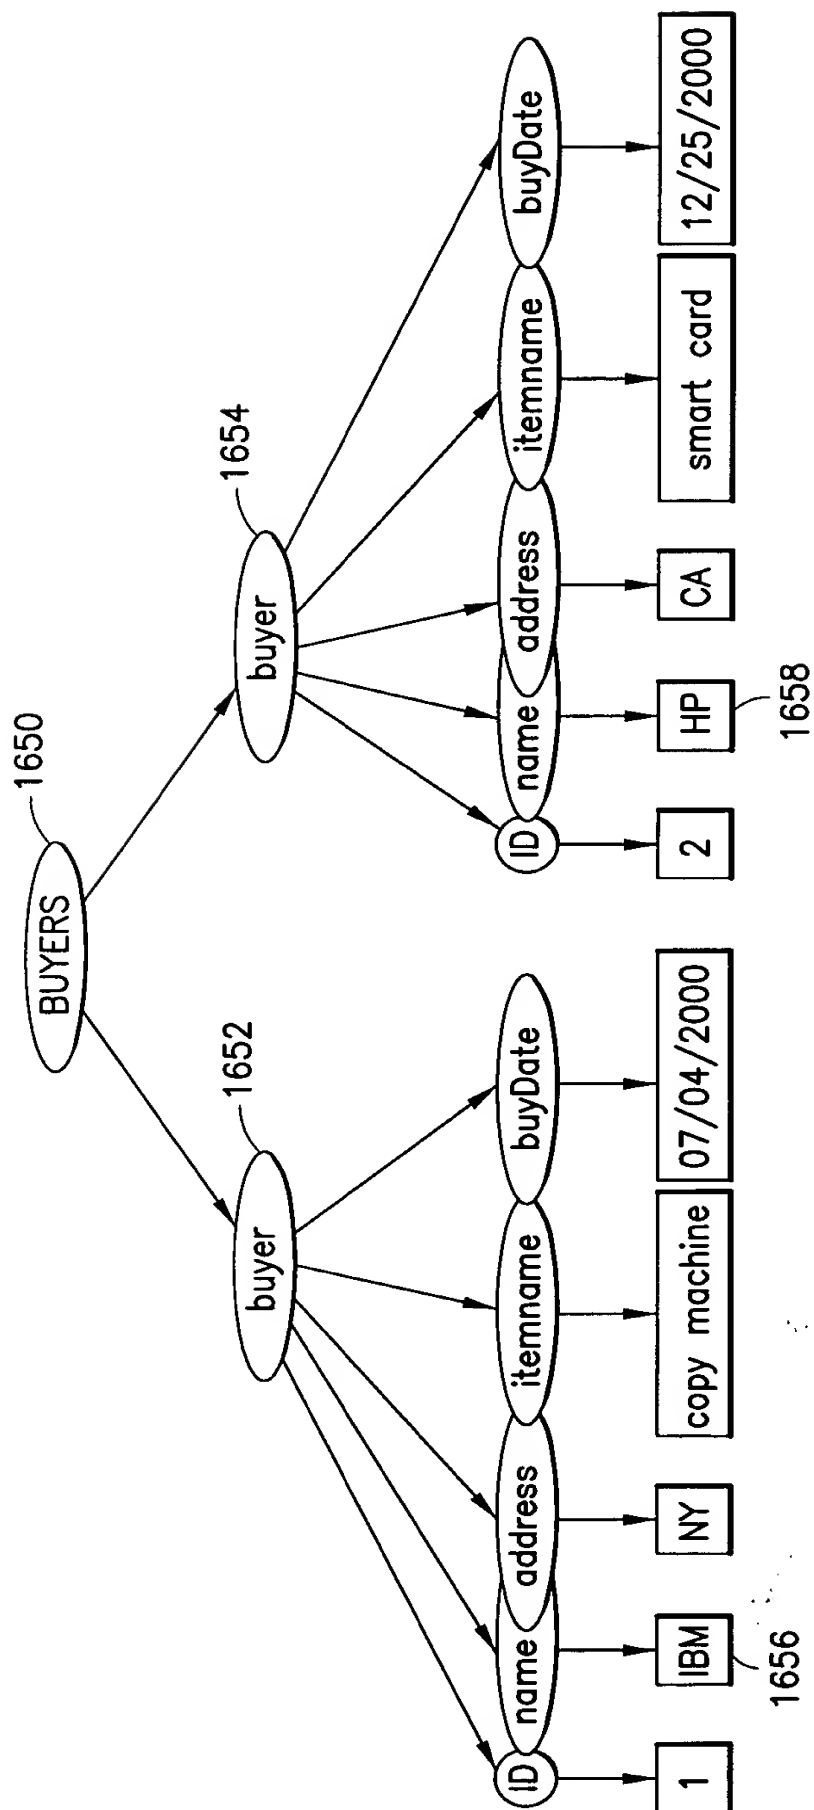 BUYERS
1650
buyer
1652
buyer
1654
ID
name
address
itemname
buyDate
ID
name
address
itemname
buyDate
1
IBM
NY
copy machine
07/04/2000
2
HP
CA
smart card
12/25/2000
1656
1658